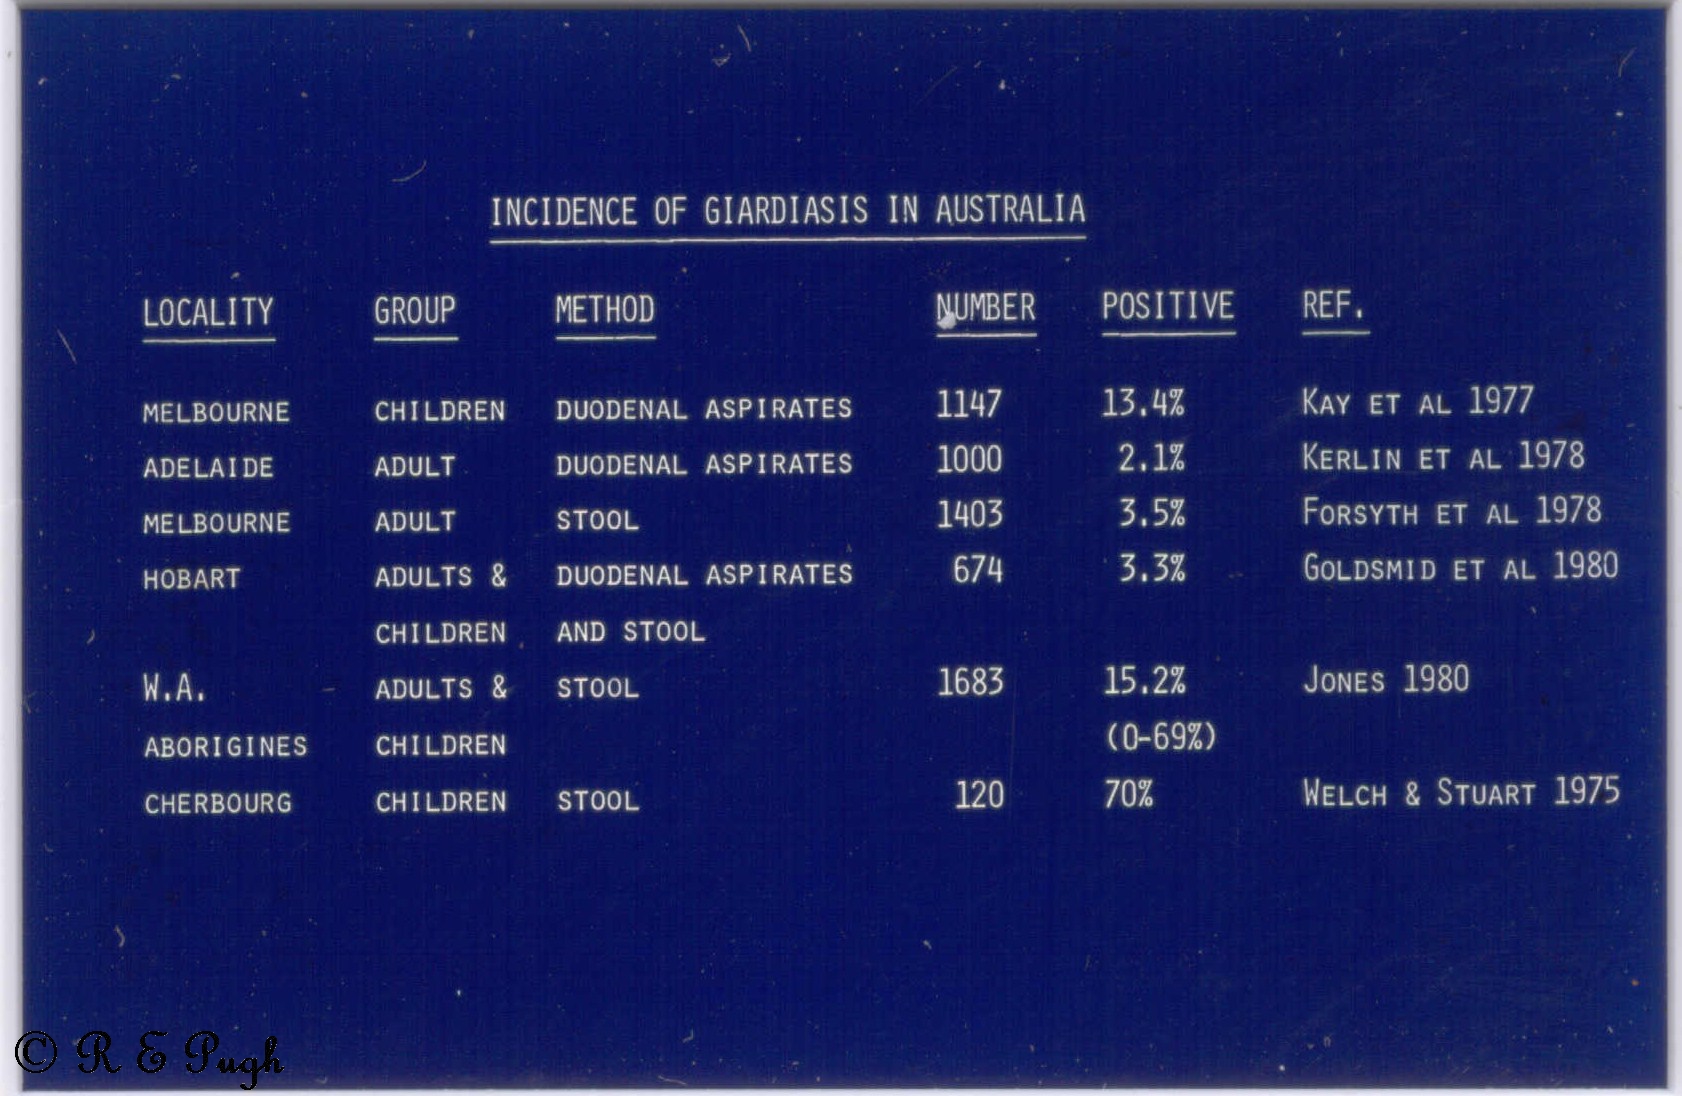 INCIDENCE OF GIARDIASIS IN AUSTRALIA
LOCALITY GROUP METHOD NUMBER POSITIVE REF.
MELBOURNE CHILDREN DUODENAL ASPIRATES 1147 13.4% KAY ET AL 1977
ADELAIDE ADULT DUODENAL ASPIRATES 1000 2.1% KERLIN ET AL 1978
MELBOURNE ADULT STOOL 1403 3.5% FORSYTH ET AL 1978
HOBART ADULTS & DUODENAL ASPIRATES 674 3.3% GOLDSMID ET AL 1980
CHILDREN AND STOOL
W.A. ADULTS & STOOL 1683 15.2% JONES 1980
ABORIGINES CHILDREN (0-69%)
CHERBOURG CHILDREN STOOL 120 70% WELCH & STUART 1975
© R E Pugh